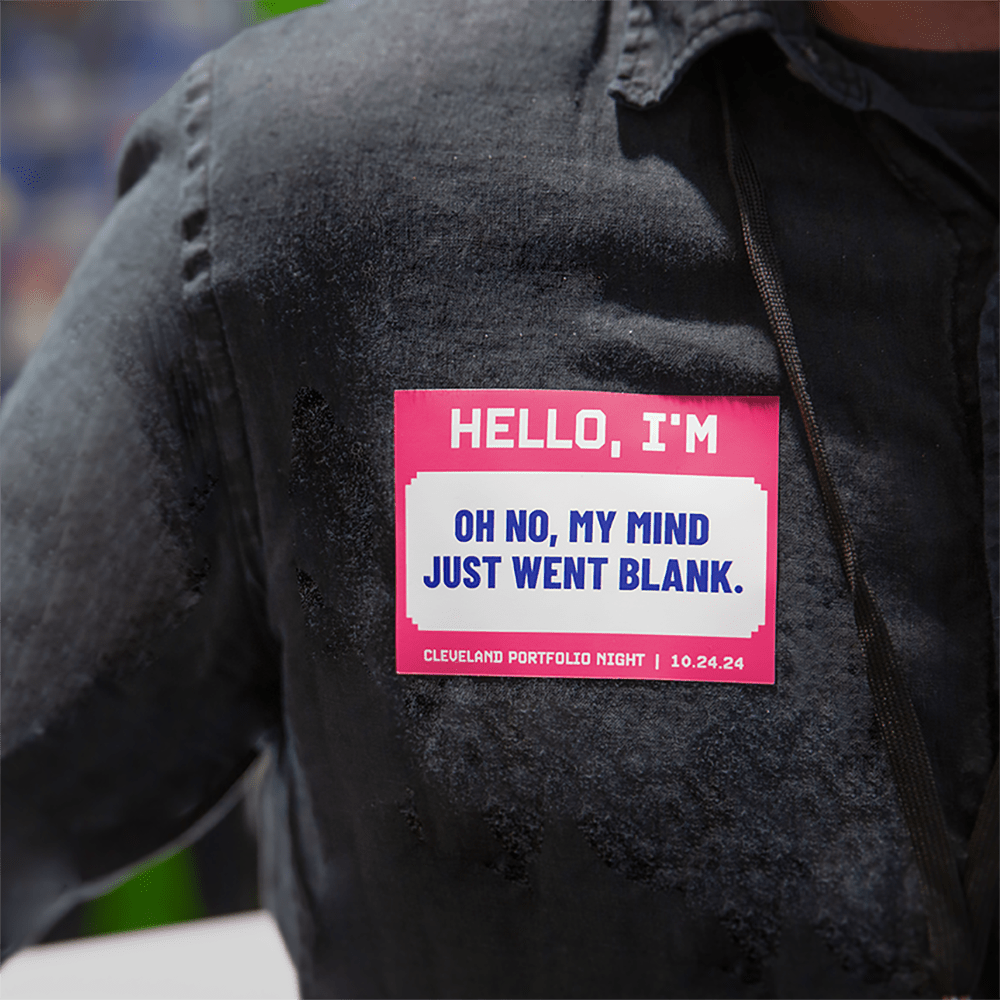 HELLO, I'M
OH NO, MY MIND
JUST WENT BLANK.
CLEVELAND PORTFOLIO NIGHT | 10.24.24